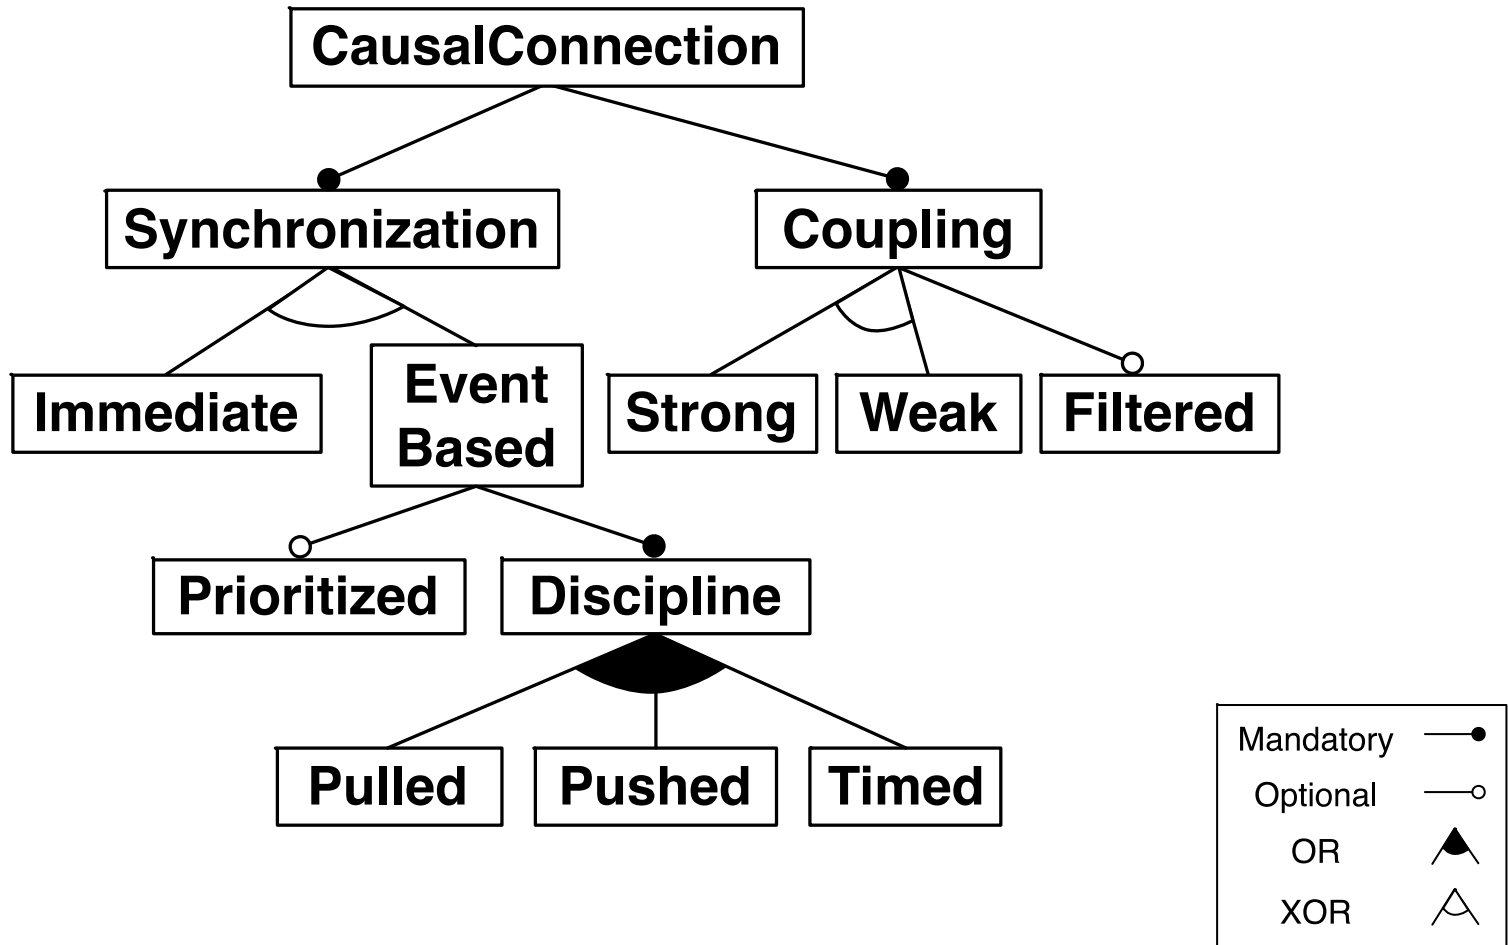 CausalConnection
Synchronization
Coupling
Immediate
Event
Based
Strong
Weak
Filtered
Prioritized
Discipline
Pulled
Pushed
Timed
Mandatory
Optional
OR
XOR